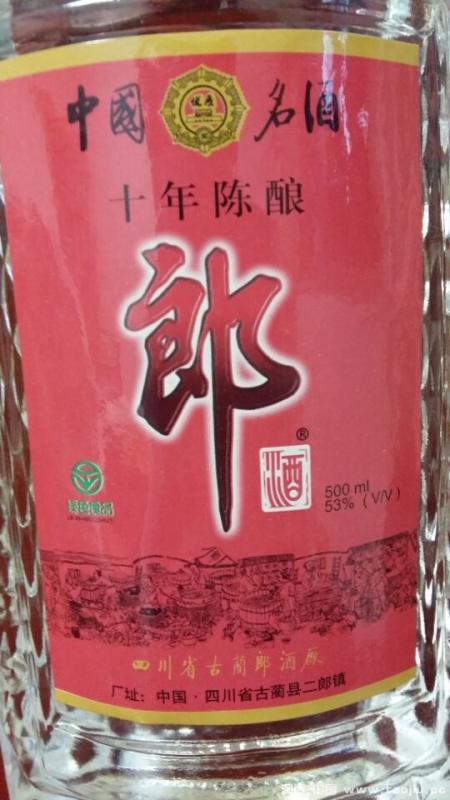 中國 优质 名酒
十年陈酿
郎
酒 ®
绿色食品
500 ml
53% ( V/V )
四川省古蔺郎酒厂
厂址：中国·四川省古蔺县二郎镇